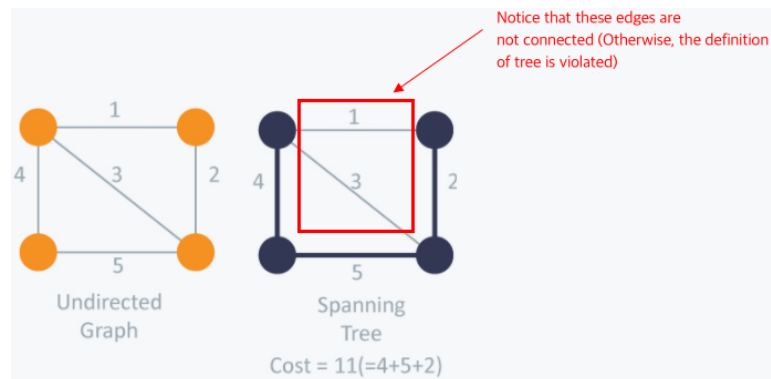 Notice that these edges are
not connected (Otherwise, the definition
of tree is violated)
1
4
3
2
5
Undirected
Graph
1
4
3
2
5
Spanning
Tree
Cost = 11(=4+5+2)